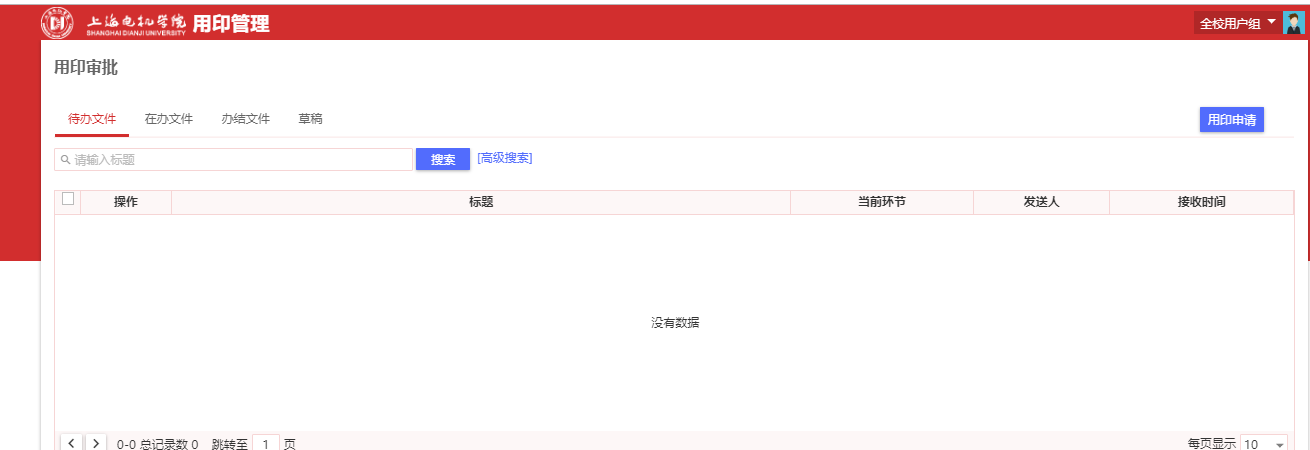 上海电机学院 用印管理 全校用户组
SHANGHAI DIANJI UNIVERSITY
用印审批
待办文件 在办文件 办结文件 草稿 用印申请
请输入标题 搜索 [高级搜索]
操作 标题 当前环节 发送人 接收时间
没有数据
0-0 总记录数 0 跳转至 1 页 每页显示 10